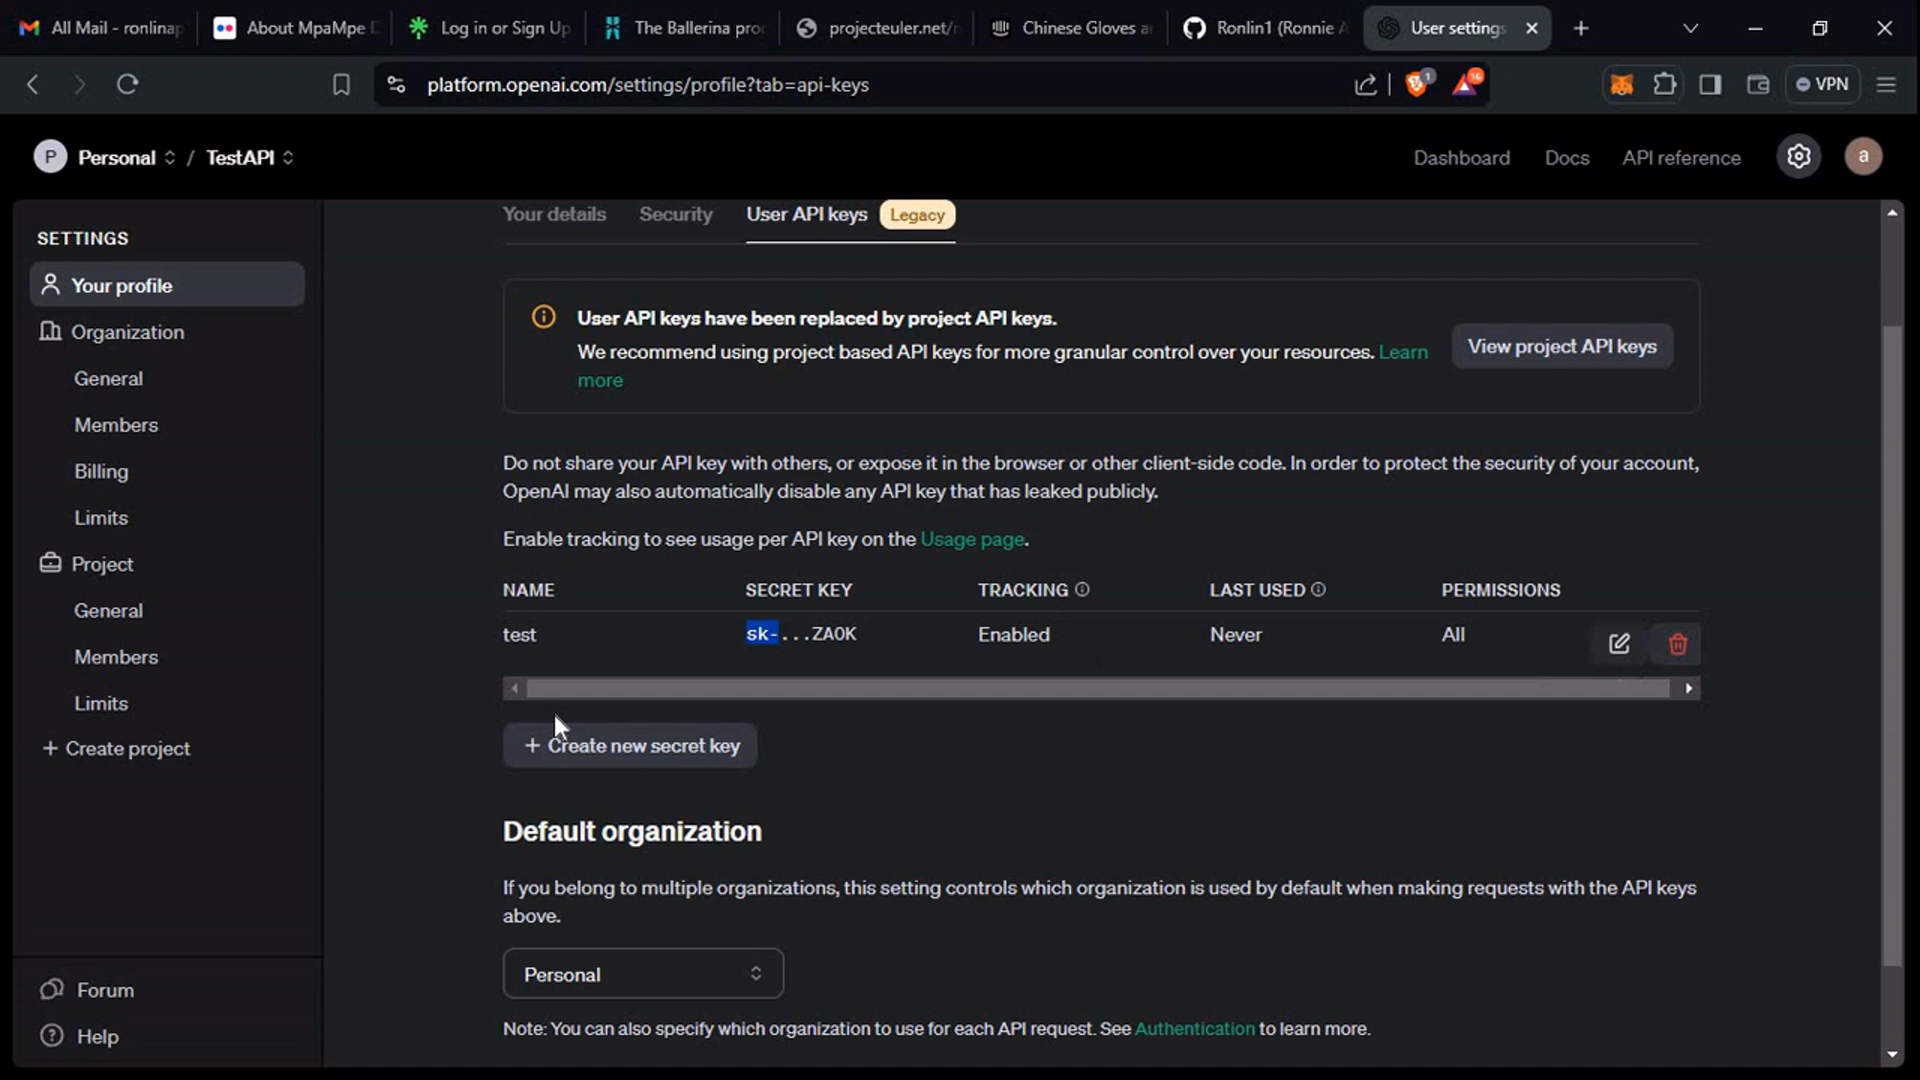 All Mail - ronlinap
About MpaMpe D
Log in or Sign Up
The Ballerina pro
projecteuler.net/
Chinese Gloves a
Ronlin1 (Ronnie A
User settings
platform.openai.com/settings/profile?tab=api-keys
1
16
VPN
P Personal / TestAPI
Dashboard
Docs
API reference
a
SETTINGS
Your profile
Organization
General
Members
Billing
Limits
Project
General
Members
Limits
+ Create project
Forum
Help
Your details
Security
User API keys
Legacy
User API keys have been replaced by project API keys.
We recommend using project based API keys for more granular control over your resources. Learn
more
View project API keys
Do not share your API key with others, or expose it in the browser or other client-side code. In order to protect the security of your account,
OpenAI may also automatically disable any API key that has leaked publicly.
Enable tracking to see usage per API key on the Usage page.
NAME SECRET KEY TRACKING LAST USED PERMISSIONS
test sk-...ZAOK Enabled Never All
+ Create new secret key
Default organization
If you belong to multiple organizations, this setting controls which organization is used by default when making requests with the API keys
above.
Personal
Note: You can also specify which organization to use for each API request. See Authentication to learn more.